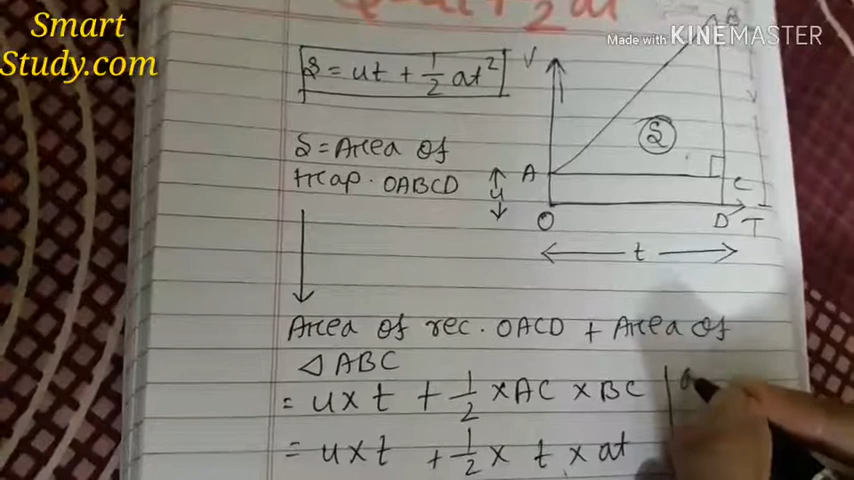 Smart
Study.com
Made with KINEMASTER
S = ut + 1/2 at²
S = Area of
trap. OABCD
V
B
A
S
C
u
O
D
T
t
Area of rec. OACD + Area of
△ ABC
= u x t + 1/2 x AC x BC
= u x t + 1/2 x t x at